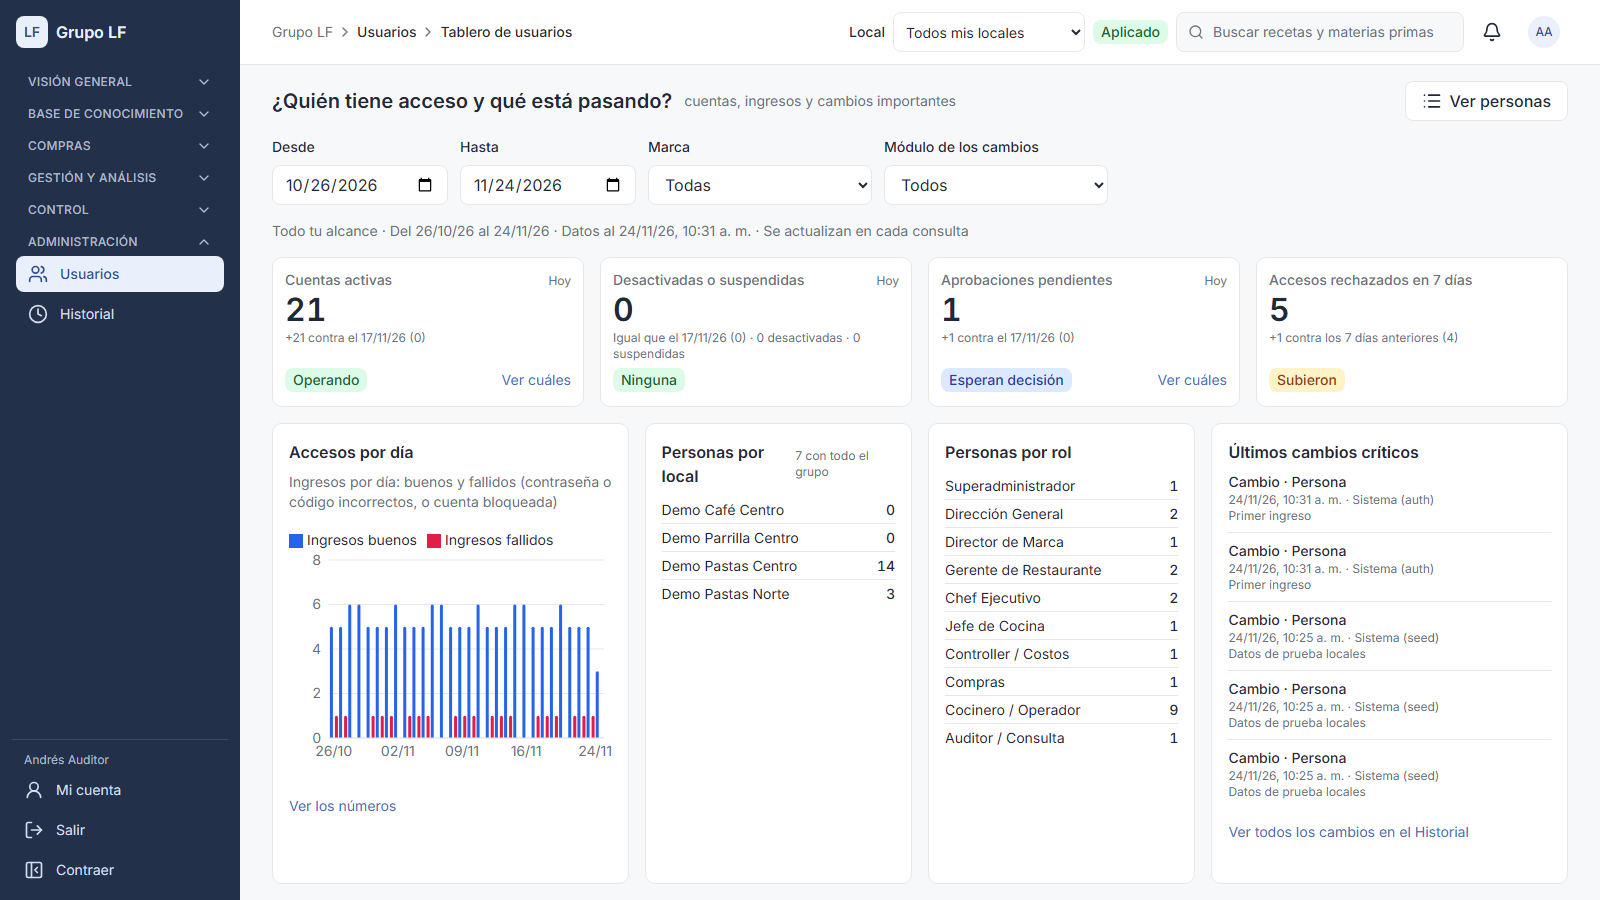 LF Grupo LF
VISIÓN GENERAL
BASE DE CONOCIMIENTO
COMPRAS
GESTIÓN Y ANÁLISIS
CONTROL
ADMINISTRACIÓN
Usuarios
Historial
Andrés Auditor
Mi cuenta
Salir
Contraer
Grupo LF > Usuarios > Tablero de usuarios
Local Todos mis locales Aplicado Buscar recetas y materias primas AA
¿Quién tiene acceso y qué está pasando? cuentas, ingresos y cambios importantes
Ver personas
Desde Hasta Marca Módulo de los cambios
10/26/2026 11/24/2026 Todas Todos
Todo tu alcance · Del 26/10/26 al 24/11/26 · Datos al 24/11/26, 10:31 a. m. · Se actualizan en cada consulta
Cuentas activas Hoy
21
+21 contra el 17/11/26 (0)
Operando Ver cuáles
Desactivadas o suspendidas Hoy
0
Igual que el 17/11/26 (0) · 0 desactivadas · 0
suspendidas
Ninguna
Aprobaciones pendientes Hoy
1
+1 contra el 17/11/26 (0)
Esperan decisión Ver cuáles
Accesos rechazados en 7 días
5
+1 contra los 7 días anteriores (4)
Subieron
Accesos por día
Ingresos por día: buenos y fallidos (contraseña o
código incorrectos, o cuenta bloqueada)
Ingresos buenos Ingresos fallidos
8
6
4
2
0
26/10 02/11 09/11 16/11 24/11
Ver los números
Personas por
local
7 con todo el
grupo
Demo Café Centro 0
Demo Parrilla Centro 0
Demo Pastas Centro 14
Demo Pastas Norte 3
Personas por rol
Superadministrador 1
Dirección General 2
Director de Marca 1
Gerente de Restaurante 2
Chef Ejecutivo 2
Jefe de Cocina 1
Controller / Costos 1
Compras 1
Cocinero / Operador 9
Auditor / Consulta 1
Últimos cambios críticos
Cambio · Persona
24/11/26, 10:31 a. m. · Sistema (auth)
Primer ingreso
Cambio · Persona
24/11/26, 10:31 a. m. · Sistema (auth)
Primer ingreso
Cambio · Persona
24/11/26, 10:25 a. m. · Sistema (seed)
Datos de prueba locales
Cambio · Persona
24/11/26, 10:25 a. m. · Sistema (seed)
Datos de prueba locales
Cambio · Persona
24/11/26, 10:25 a. m. · Sistema (seed)
Datos de prueba locales
Ver todos los cambios en el Historial